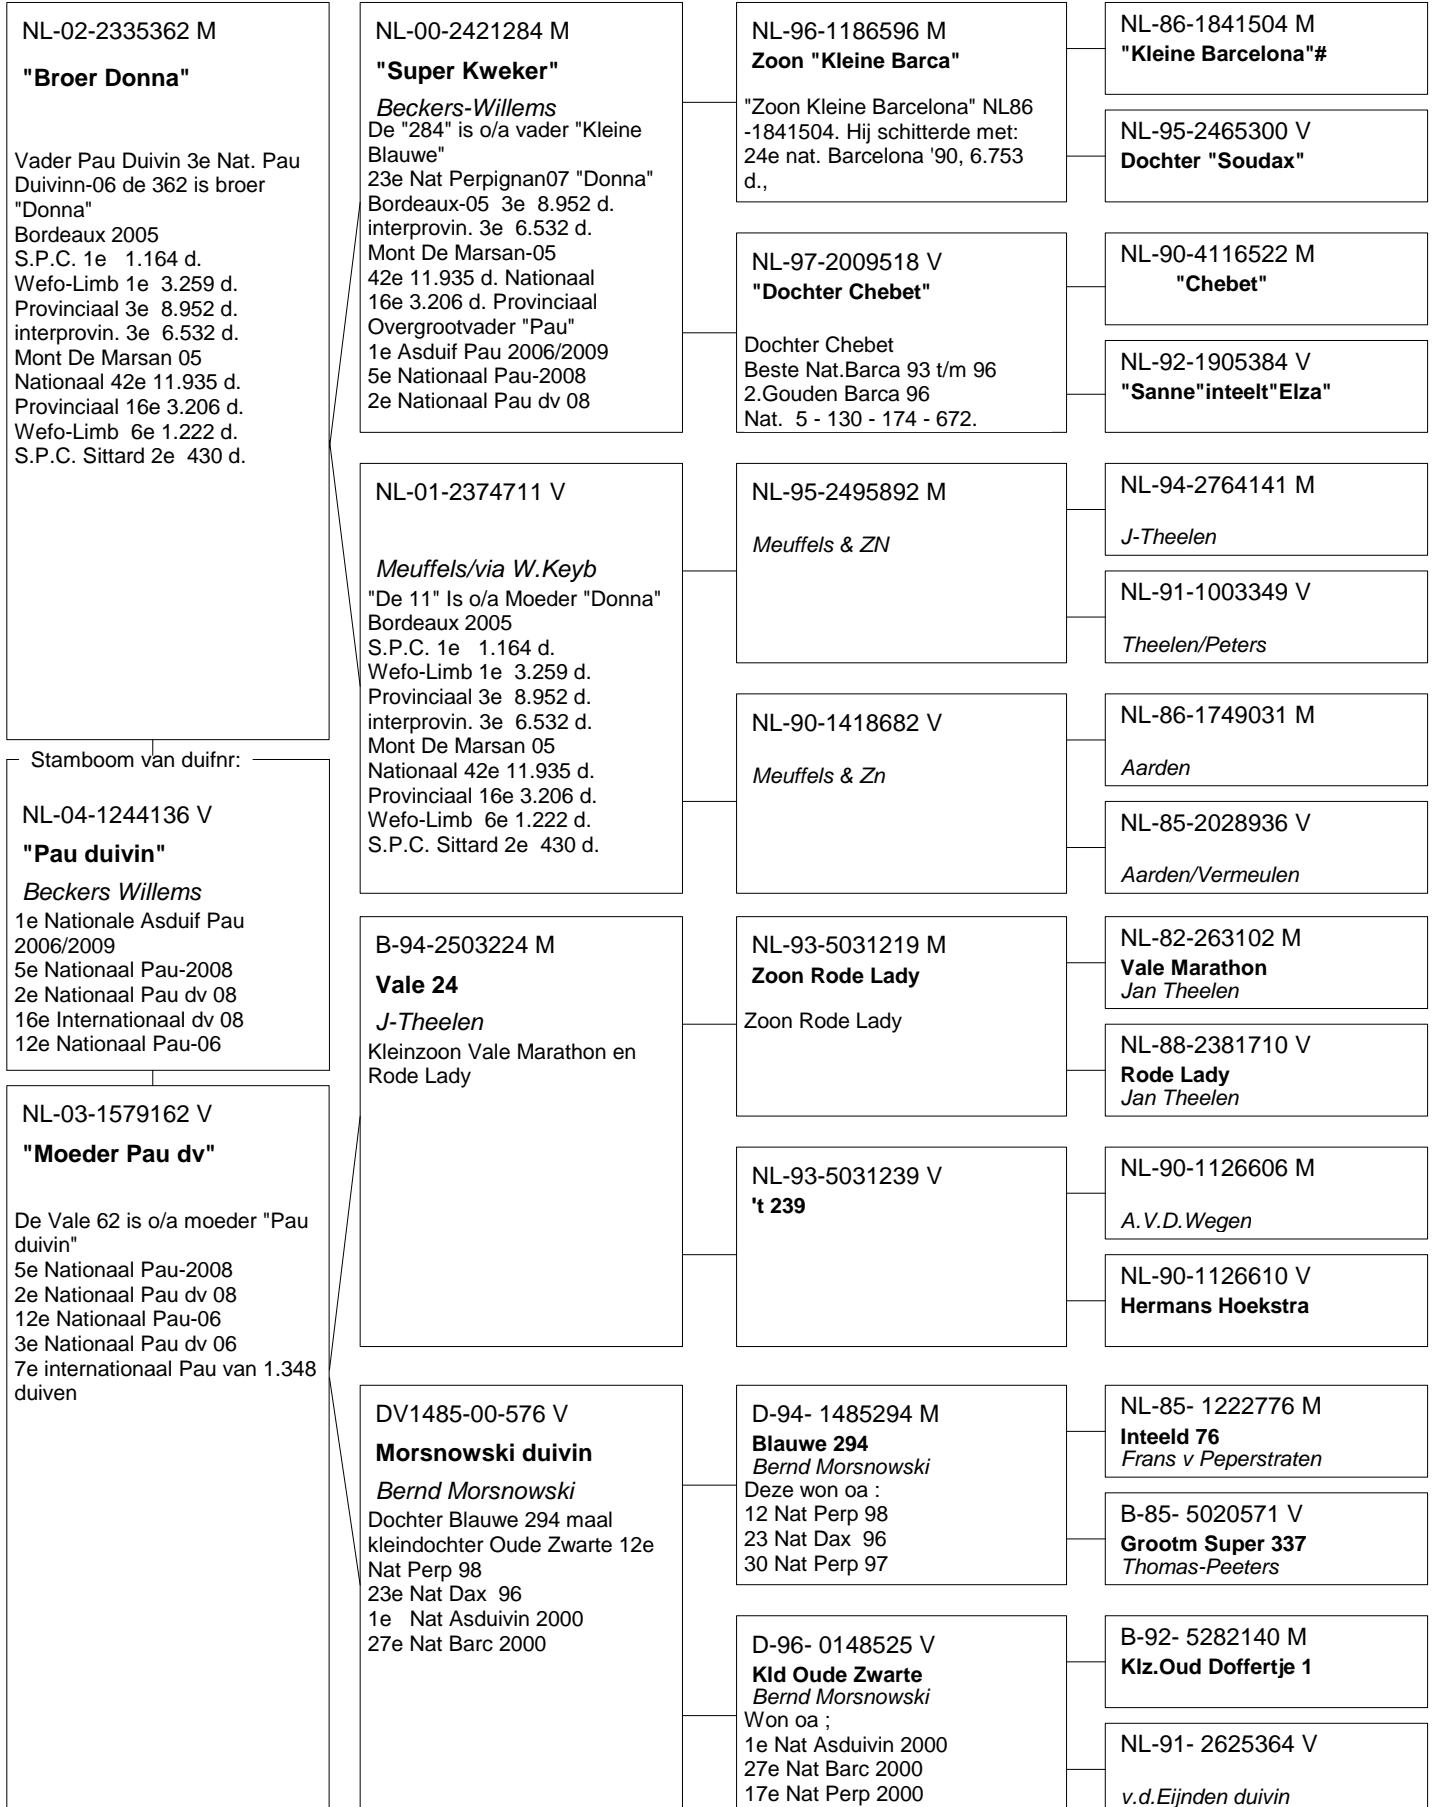 NL-02-2335362 M
"Broer Donna"
Vader Pau Duivin 3e Nat. Pau
Duivinn-06 de 362 is broer
"Donna"
Bordeaux 2005
S.P.C. 1e 1.164 d.
Wefo-Limb 1e 3.259 d.
Provinciaal 3e 8.952 d.
interprovin. 3e 6.532 d.
Mont De Marsan 05
Nationaal 42e 11.935 d.
Provinciaal 16e 3.206 d.
Wefo-Limb 6e 1.222 d.
S.P.C. Sittard 2e 430 d.
Stamboom van duifnr:
NL-04-1244136 V
"Pau duivin"
Beckers Willems
1e Nationale Asduif Pau
2006/2009
5e Nationaal Pau-2008
2e Nationaal Pau dv 08
16e Internationaal dv 08
12e Nationaal Pau-06
NL-03-1579162 V
"Moeder Pau dv"
De Vale 62 is o/a moeder "Pau
duivin"
5e Nationaal Pau-2008
2e Nationaal Pau dv 08
12e Nationaal Pau-06
3e Nationaal Pau dv 06
7e internationaal Pau van 1.348
duiven
NL-00-2421284 M
"Super Kweker"
Beckers-Willems
De "284" is o/a vader "Kleine
Blauwe"
23e Nat Perpignan07 "Donna"
Bordeaux-05 3e 8.952 d.
interprovin. 3e 6.532 d.
Mont De Marsan-05
42e 11.935 d. Nationaal
16e 3.206 d. Provinciaal
Overgrootvader "Pau"
1e Asduif Pau 2006/2009
5e Nationaal Pau-2008
2e Nationaal Pau dv 08
NL-01-2374711 V
Meuffels/via W.Keyb
"De 11" Is o/a Moeder "Donna"
Bordeaux 2005
S.P.C. 1e 1.164 d.
Wefo-Limb 1e 3.259 d.
Provinciaal 3e 8.952 d.
interprovin. 3e 6.532 d.
Mont De Marsan 05
Nationaal 42e 11.935 d.
Provinciaal 16e 3.206 d.
Wefo-Limb 6e 1.222 d.
S.P.C. Sittard 2e 430 d.
B-94-2503224 M
Vale 24
J-Theelen
Kleinzoon Vale Marathon en
Rode Lady
DV1485-00-576 V
Morsnowski duivin
Bernd Morsnowski
Dochter Blauwe 294 maal
kleindochter Oude Zwarte 12e
Nat Perp 98
23e Nat Dax 96
1e Nat Asduivin 2000
27e Nat Barc 2000
NL-96-1186596 M
Zoon "Kleine Barca"
"Zoon Kleine Barcelona" NL86
-1841504. Hij schitterde met:
24e nat. Barcelona '90, 6.753
d.,
NL-97-2009518 V
"Dochter Chebet"
Dochter Chebet
Beste Nat.Barca 93 t/m 96
2.Gouden Barca 96
Nat. 5 - 130 - 174 - 672.
NL-95-2495892 M
Meuffels & ZN
NL-90-1418682 V
Meuffels & Zn
NL-93-5031219 M
Zoon Rode Lady
Zoon Rode Lady
NL-93-5031239 V
't 239
D-94- 1485294 M
Blauwe 294
Bernd Morsnowski
Deze won oa :
12 Nat Perp 98
23 Nat Dax 96
30 Nat Perp 97
D-96- 0148525 V
Kld Oude Zwarte
Bernd Morsnowski
Won oa ;
1e Nat Asduivin 2000
27e Nat Barc 2000
17e Nat Perp 2000
NL-86-1841504 M
"Kleine Barcelona"#
NL-95-2465300 V
Dochter "Soudax"
NL-90-4116522 M
"Chebet"
NL-92-1905384 V
"Sanne"inteelt"Elza"
NL-94-2764141 M
J-Theelen
NL-91-1003349 V
Theelen/Peters
NL-86-1749031 M
Aarden
NL-85-2028936 V
Aarden/Vermeulen
NL-82-263102 M
Vale Marathon
Jan Theelen
NL-88-2381710 V
Rode Lady
Jan Theelen
NL-90-1126606 M
A.V.D.Wegen
NL-90-1126610 V
Hermans Hoekstra
NL-85- 1222776 M
Inteeld 76
Frans v Peperstraten
B-85- 5020571 V
Grootm Super 337
Thomas-Peeters
B-92- 5282140 M
Klz.Oud Doffertje 1
NL-91- 2625364 V
v.d.Eijnden duivin